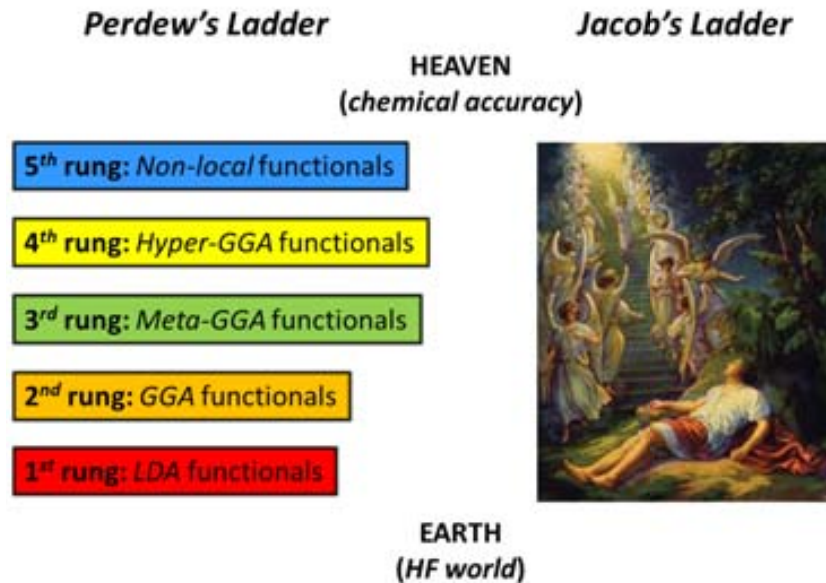 Perdew's Ladder
Jacob's Ladder
HEAVEN
(chemical accuracy)
5th rung: Non-local functionals
4th rung: Hyper-GGA functionals
3rd rung: Meta-GGA functionals
2nd rung: GGA functionals
1st rung: LDA functionals
EARTH
(HF world)